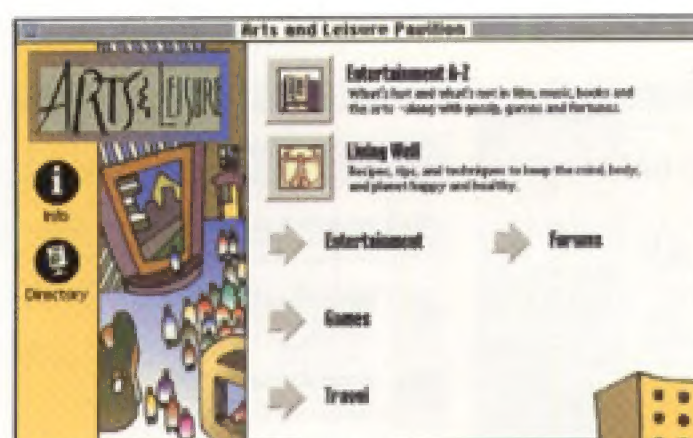 Arts and Leisure Pavilion
ARTS & LEISURE
Info
Directory
Entertainment A-Z
What's hot and what's not in film, music, books and
the arts - along with gossip, games and fortunes.
Living Well
Recipes, tips, and techniques to keep the mind, body,
and planet happy and healthy.
Entertainment
Forums
Games
Travel